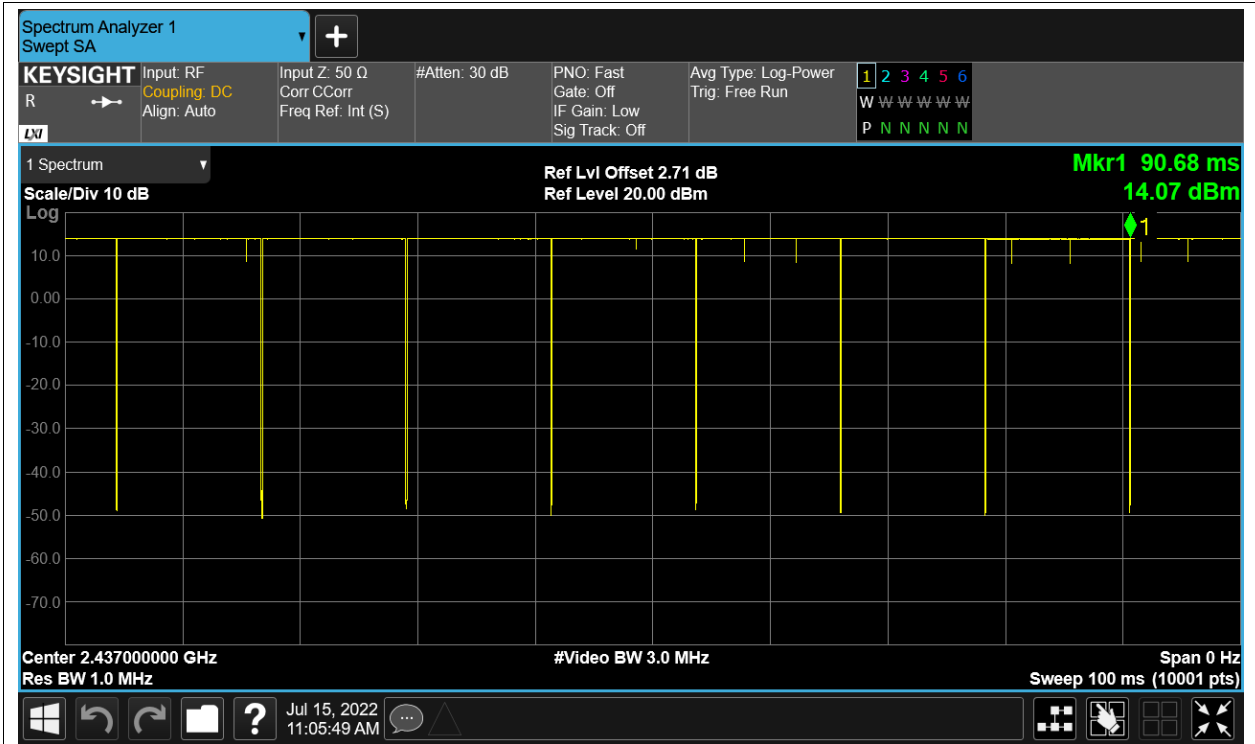 Spectrum Analyzer 1
Swept SA
KEYSIGHT
R
LXI
Input: RF
Coupling: DC
Align: Auto
Input Z: 50 Ω
Corr CCorr
Freq Ref: Int (S)
#Atten: 30 dB
PNO: Fast
Gate: Off
IF Gain: Low
Sig Track: Off
Avg Type: Log-Power
Trig: Free Run
1 2 3 4 5 6
W W W W W W
P N N N N N
1 Spectrum
Scale/Div 10 dB
Log
Ref Lvl Offset 2.71 dB
Ref Level 20.00 dBm
Mkr1 90.68 ms
14.07 dBm
1
10.0
0.00
-10.0
-20.0
-30.0
-40.0
-50.0
-60.0
-70.0
Center 2.437000000 GHz
Res BW 1.0 MHz
#Video BW 3.0 MHz
Span 0 Hz
Sweep 100 ms (10001 pts)
?
Jul 15, 2022
11:05:49 AM